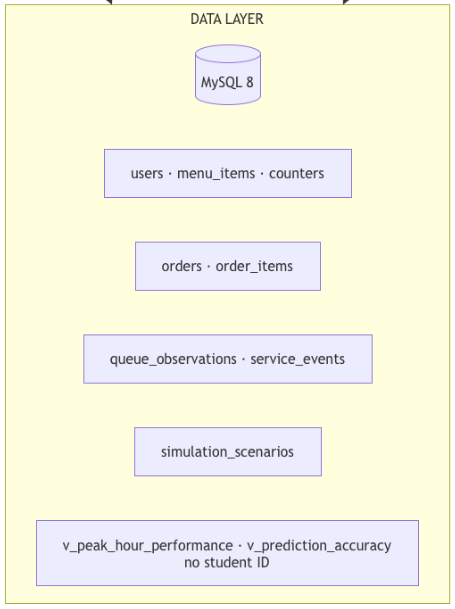 DATA LAYER
MySQL 8
users · menu_items · counters
orders · order_items
queue_observations · service_events
simulation_scenarios
v_peak_hour_performance · v_prediction_accuracy
no student ID